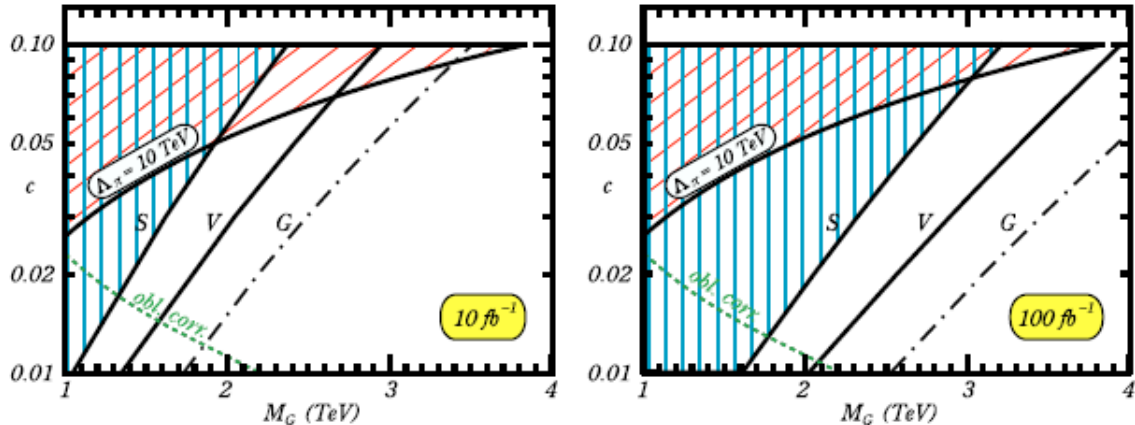 0.10
0.05
c
0.02
0.01
Λπ = 10 TeV
S
V
G
obl. corr.
10 fb⁻¹
1
2
3
4
M_G (TeV)
0.10
0.05
c
0.02
0.01
Λπ = 10 TeV
S
V
G
obl. corr.
100 fb⁻¹
1
2
3
4
M_G (TeV)